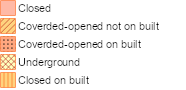 Closed
Coverded-opened not on built
Coverded-opened on built
Underground
Closed on built